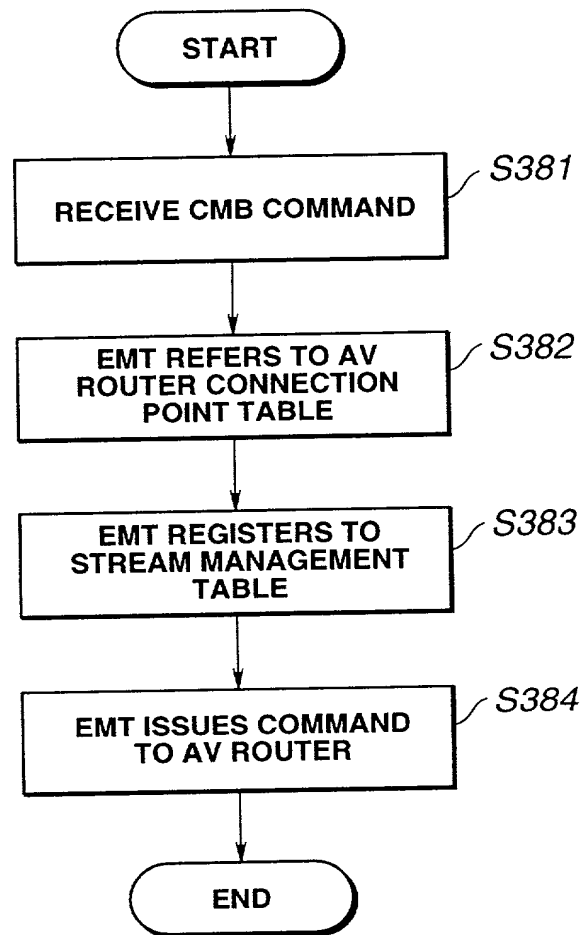 START
RECEIVE CMB COMMAND
S381
EMT REFERS TO AV
ROUTER CONNECTION
POINT TABLE
S382
EMT REGISTERS TO
STREAM MANAGEMENT
TABLE
S383
EMT ISSUES COMMAND
TO AV ROUTER
S384
END